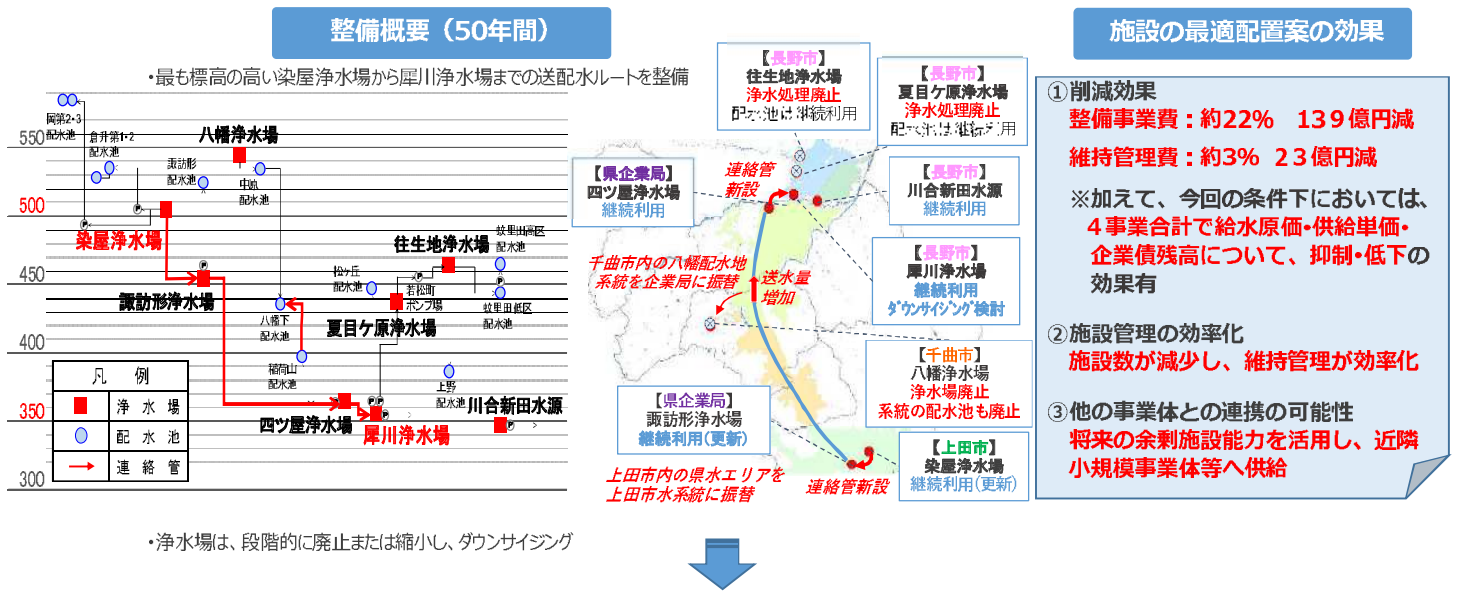 整備概要（50年間）
・最も標高の高い染屋浄水場から犀川浄水場までの送配水ルートを整備
550
500
450
400
350
300
岡第2・3
配水池
倉升第1・2
配水池
八幡浄水場
諏訪形
配水池
中原
配水池
染屋浄水場
諏訪形浄水場
往生地浄水場
蚊里田高区
配水池
松ヶ丘
配水池
若松町
ポンプ場
蚊里田低区
配水池
八幡下
配水池
夏目ケ原浄水場
稲荷山
配水池
上野
配水池
四ツ屋浄水場
犀川浄水場
川合新田水源
凡　例
浄　水　場
配　水　池
連　絡　管
・浄水場は、段階的に廃止または縮小し、ダウンサイジング
【長野市】
往生地浄水場
浄水処理廃止
配水池は継続利用
【長野市】
夏目ケ原浄水場
浄水処理廃止
配水池は継続利用
【県企業局】
四ツ屋浄水場
継続利用
連絡管
新設
【長野市】
川合新田水源
継続利用
千曲市内の八幡配水地
系統を企業局に振替
送水量
増加
【長野市】
犀川浄水場
継続利用
ダウンサイジング検討
【千曲市】
八幡浄水場
浄水場廃止
系統の配水池も廃止
【県企業局】
諏訪形浄水場
継続利用(更新)
【上田市】
染屋浄水場
継続利用(更新)
上田市内の県水エリアを
上田市水系統に振替
連絡管新設
施設の最適配置案の効果
①削減効果
整備事業費：約22%　139億円減
維持管理費：約3%　23億円減
※加えて、今回の条件下においては、
４事業合計で給水原価・供給単価・
企業債残高について、抑制・低下の
効果有
②施設管理の効率化
施設数が減少し、維持管理が効率化
③他の事業体との連携の可能性
将来の余剰施設能力を活用し、近隣
小規模事業体等へ供給